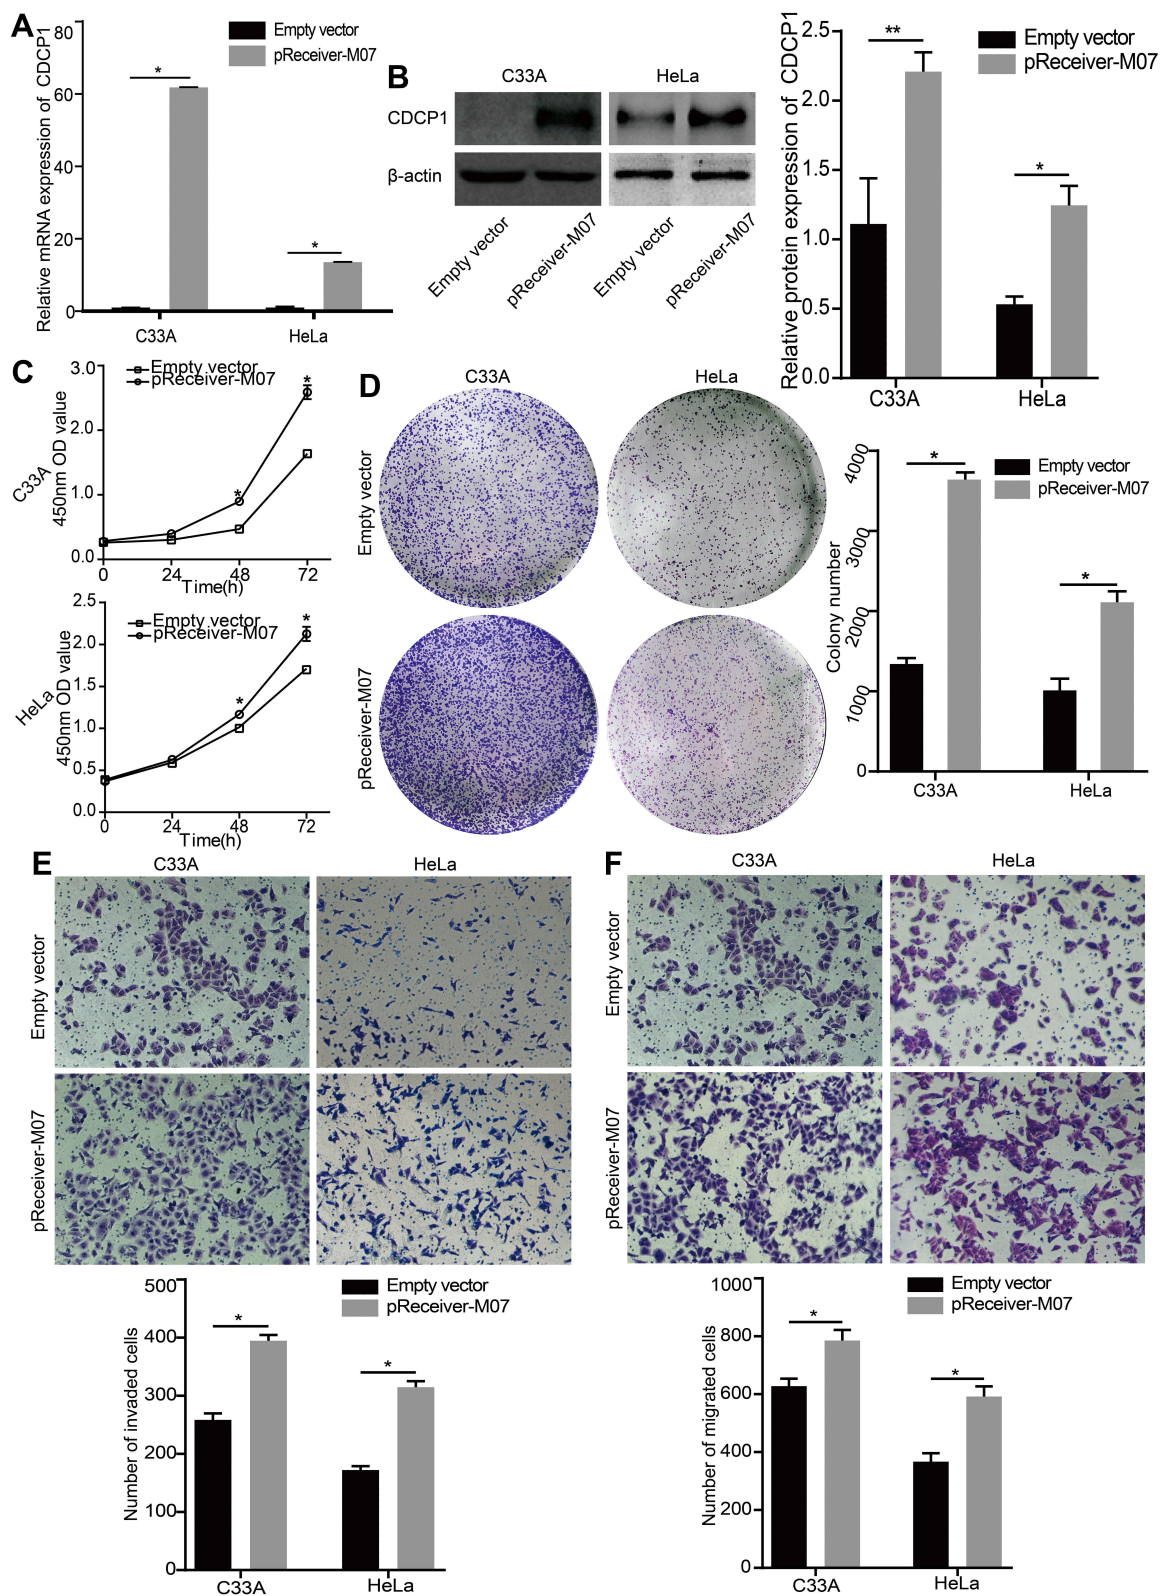 A
Relative mRNA expression of CDCP1
80
60
40
20
0
Empty vector
pReceiver-M07
*
*
C33A
HeLa
B
C33A
HeLa
CDCP1
β-actin
Empty vector
pReceiver-M07
Empty vector
pReceiver-M07
Relative protein expression of CDCP1
2.5
2.0
1.5
1.0
0.5
0.0
Empty vector
pReceiver-M07
**
*
C33A
HeLa
C
C33A
450nm OD value
3.0
2.0
1.0
0.0
Empty vector
pReceiver-M07
*
*
0
24
48
72
Time(h)
HeLa
450nm OD value
2.5
2.0
1.5
1.0
0.5
0.0
Empty vector
pReceiver-M07
*
*
0
24
48
72
Time(h)
D
C33A
HeLa
Empty vector
pReceiver-M07
Colony number
4000
3000
2000
1000
0
Empty vector
pReceiver-M07
*
*
C33A
HeLa
E
C33A
HeLa
Empty vector
pReceiver-M07
Number of invaded cells
500
400
300
200
100
0
Empty vector
pReceiver-M07
*
*
C33A
HeLa
F
C33A
HeLa
Empty vector
pReceiver-M07
Number of migrated cells
1000
800
600
400
200
0
Empty vector
pReceiver-M07
*
*
C33A
HeLa